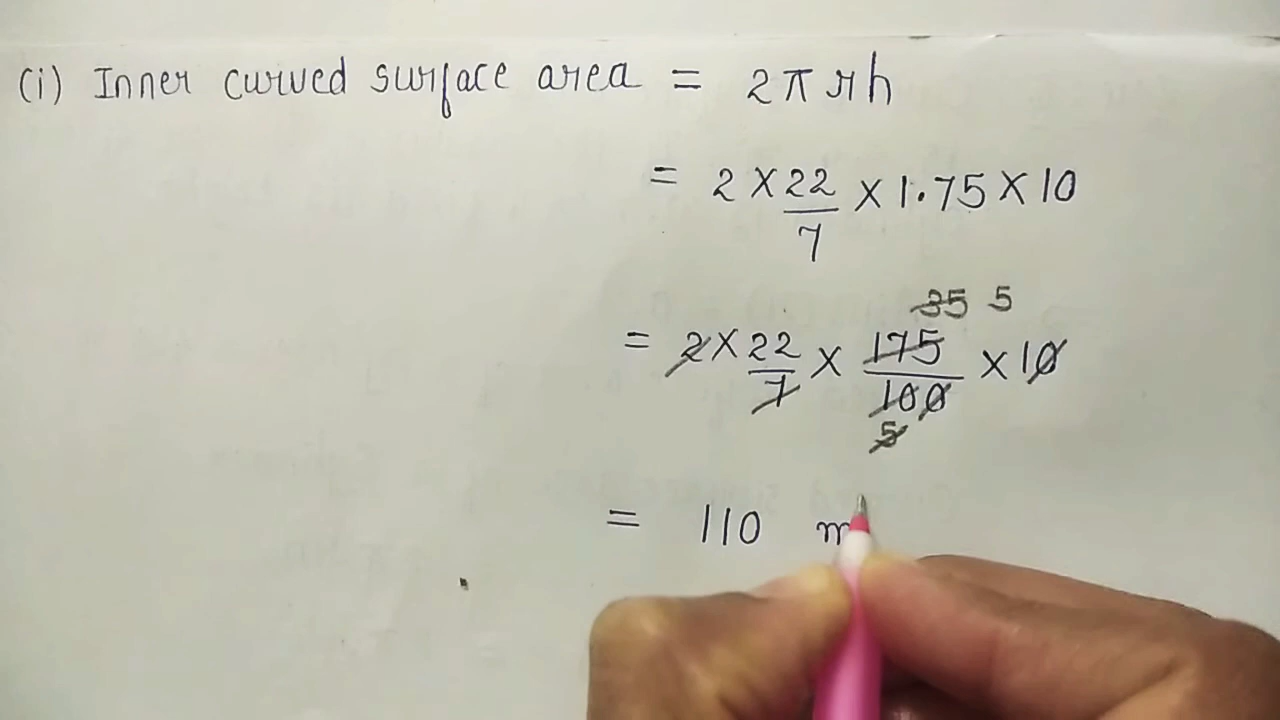 (i) Inner curved surface area = 2πrh
= 2 × 22/7 × 1.75 × 10
35 5
= 2 × 22/7 × 175/100 × 10
5
= 110 m